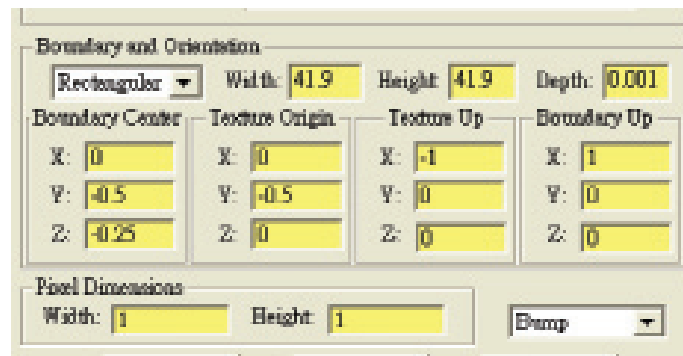 Boundary and Orientation
Rectangular Width: 41.9 Height: 41.9 Depth: 0.001
Boundary Center Texture Origin Texture Up Boundary Up
X: 0 X: 0 X: -1 X: 1
Y: -0.5 Y: -0.5 Y: 0 Y: 0
Z: -0.25 Z: 0 Z: 0 Z: 0
Pixel Dimensions
Width: 1 Height: 1 Bump